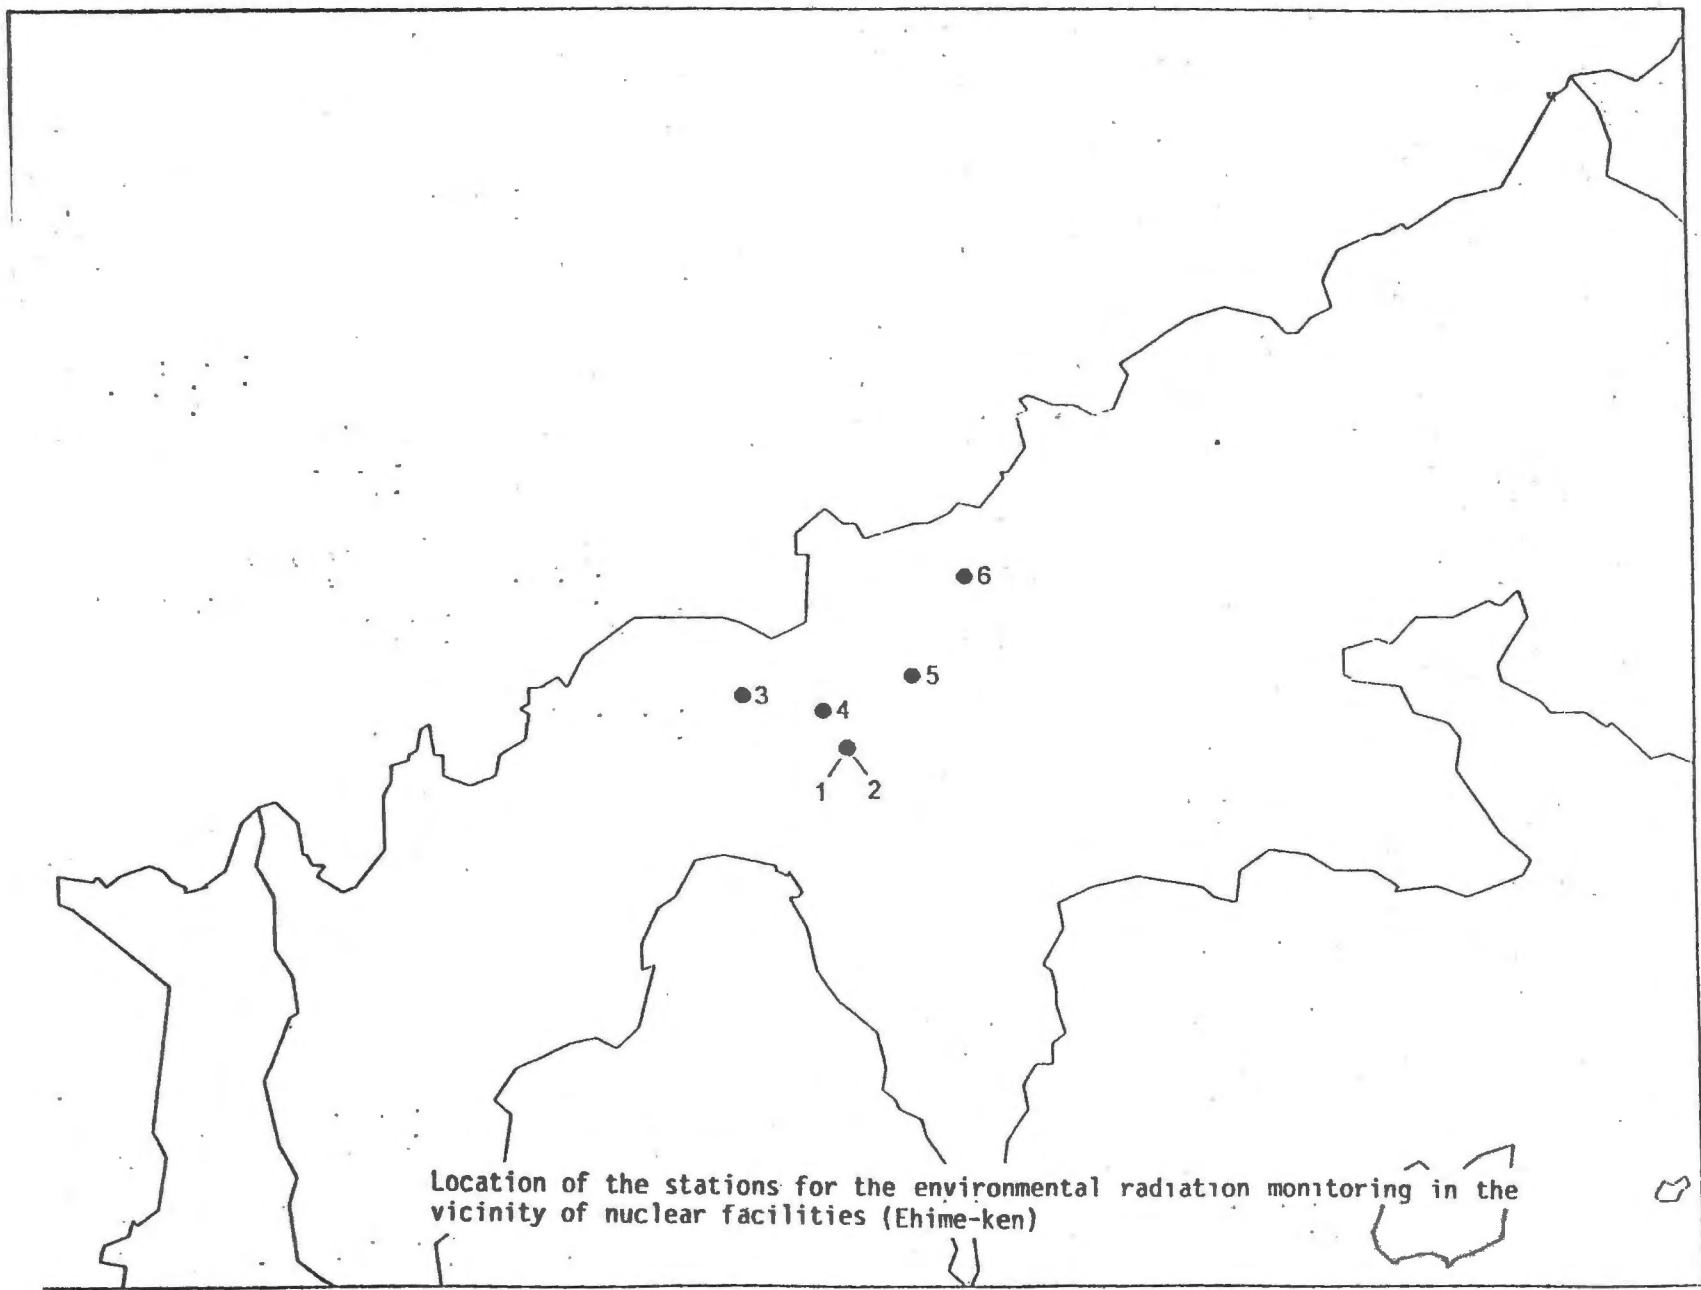 6
5
3
4
1 2
Location of the stations for the environmental radiation monitoring in the
vicinity of nuclear facilities (Ehime-ken)